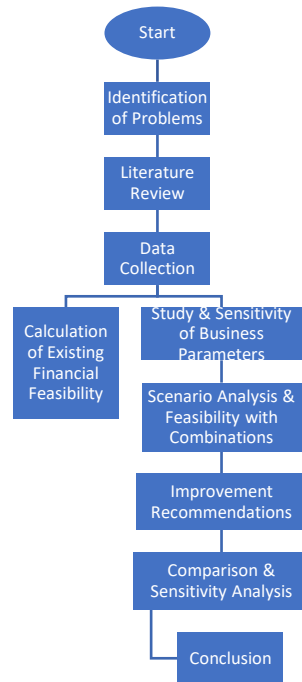 Start
Identification
of Problems
Literature
Review
Data
Collection
Calculation
of Existing
Financial
Feasibility
Study & Sensitivity
of Business
Parameters
Scenario Analysis &
Feasibility with
Combinations
Improvement
Recommendations
Comparison &
Sensitivity Analysis
Conclusion